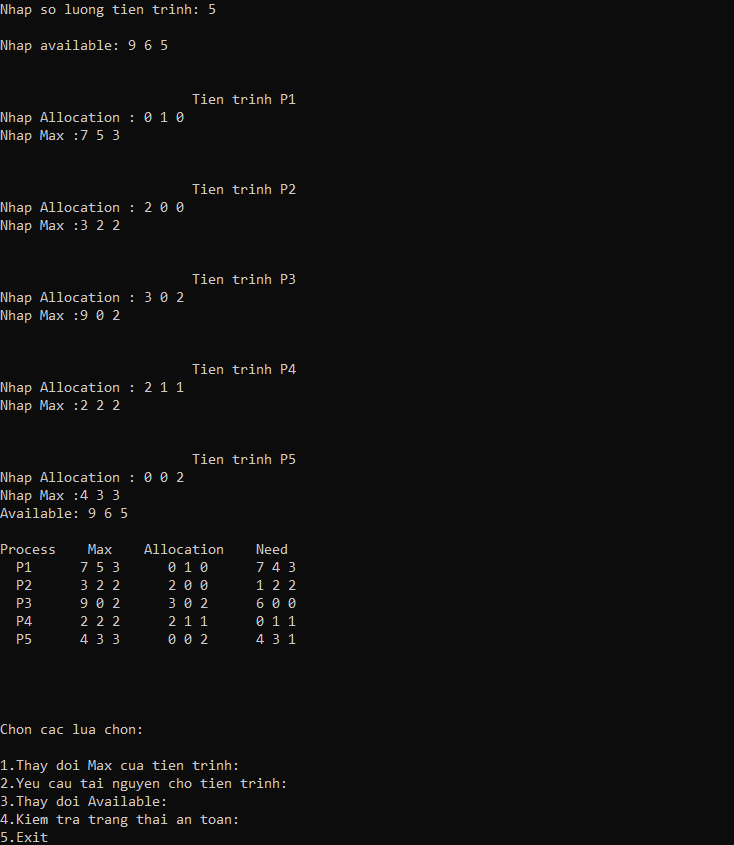 Nhap so luong tien trinh: 5
Nhap available: 9 6 5
Tien trinh P1
Nhap Allocation : 0 1 0
Nhap Max :7 5 3
Tien trinh P2
Nhap Allocation : 2 0 0
Nhap Max :3 2 2
Tien trinh P3
Nhap Allocation : 3 0 2
Nhap Max :9 0 2
Tien trinh P4
Nhap Allocation : 2 1 1
Nhap Max :2 2 2
Tien trinh P5
Nhap Allocation : 0 0 2
Nhap Max :4 3 3
Available: 9 6 5
Process Max Allocation Need
P1 7 5 3 0 1 0 7 4 3
P2 3 2 2 2 0 0 1 2 2
P3 9 0 2 3 0 2 6 0 0
P4 2 2 2 2 1 1 0 1 1
P5 4 3 3 0 0 2 4 3 1
Chon cac lua chon:
1.Thay doi Max cua tien trinh:
2.Yeu cau tai nguyen cho tien trinh:
3.Thay doi Available:
4.Kiem tra trang thai an toan:
5.Exit